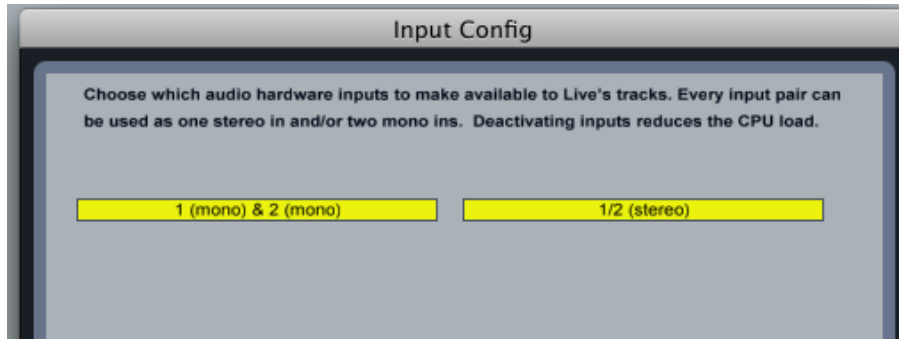 Input Config
Choose which audio hardware inputs to make available to Live's tracks. Every input pair can
be used as one stereo in and/or two mono ins.  Deactivating inputs reduces the CPU load.
1 (mono) & 2 (mono)
1/2 (stereo)